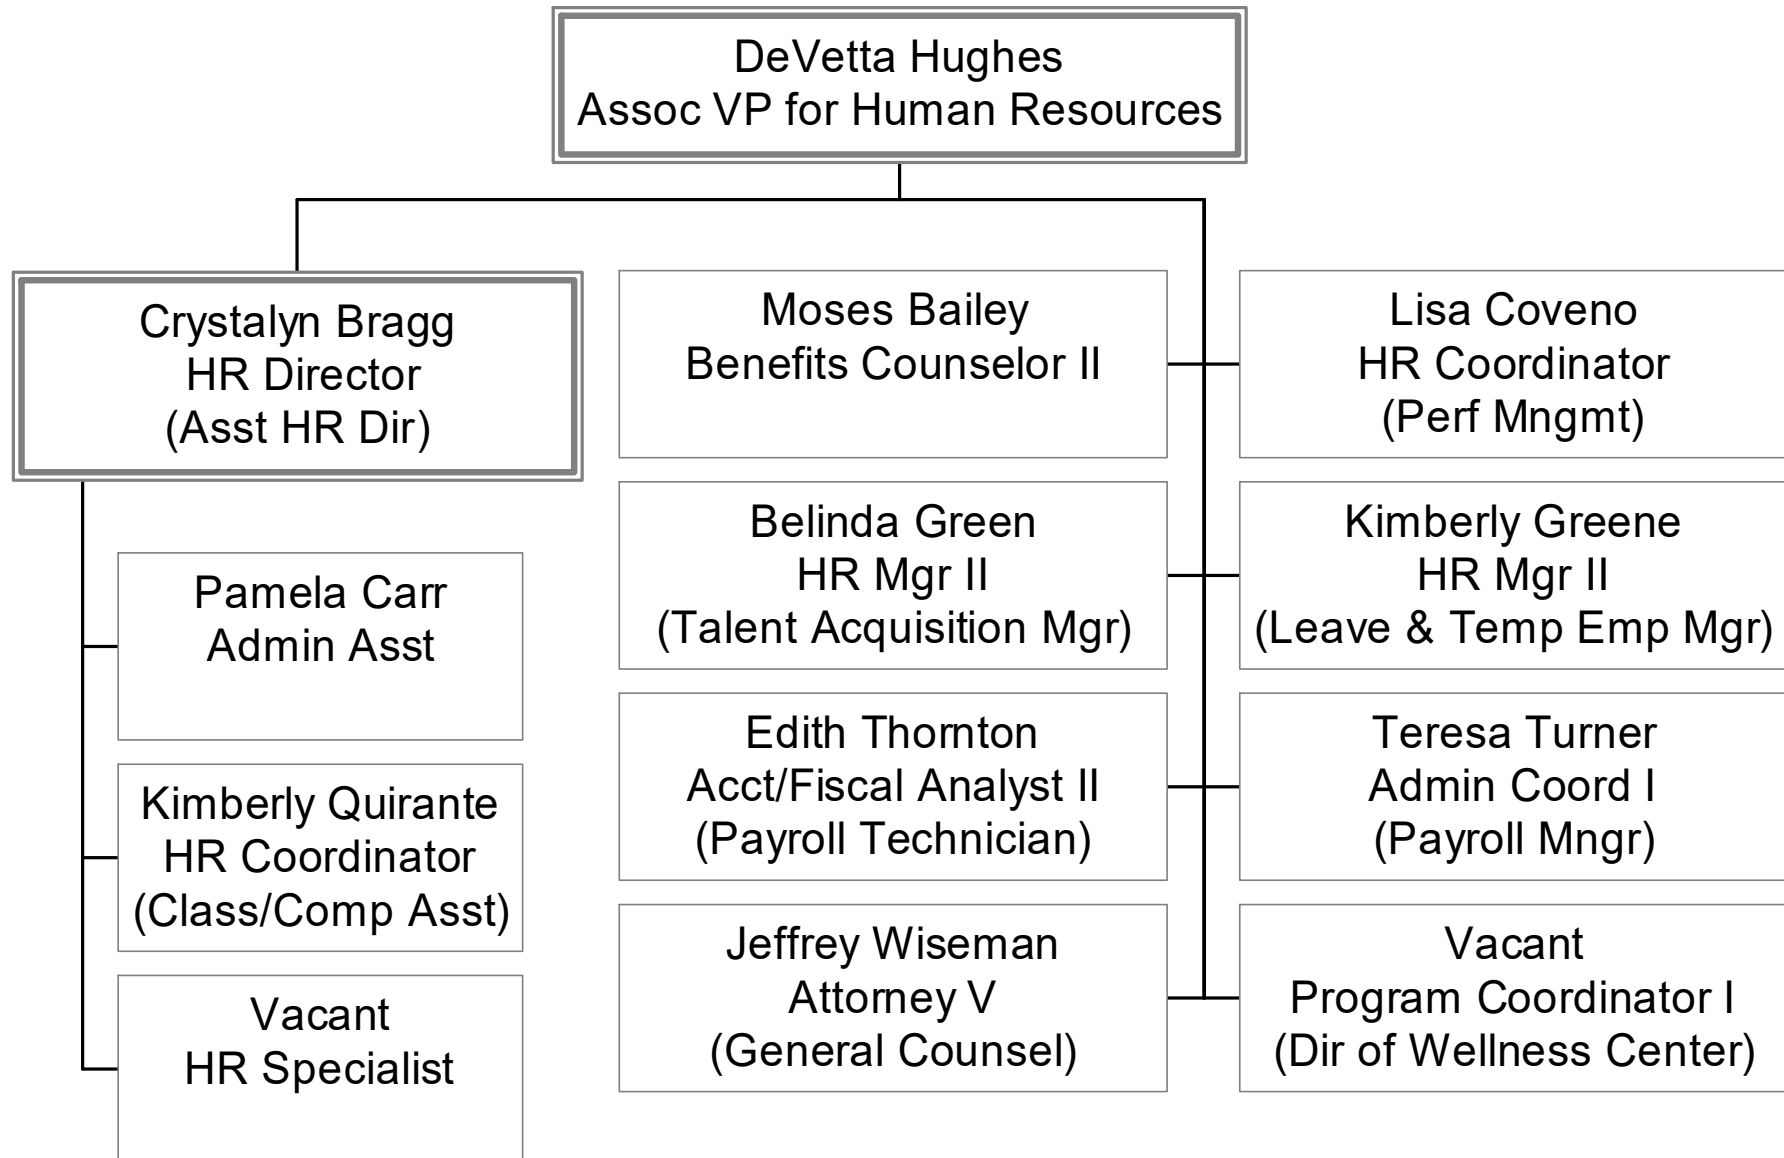 DeVetta Hughes
Assoc VP for Human Resources
Crystalyn Bragg
HR Director
(Asst HR Dir)
Pamela Carr
Admin Asst
Kimberly Quirante
HR Coordinator
(Class/Comp Asst)
Vacant
HR Specialist
Moses Bailey
Benefits Counselor II
Lisa Coveno
HR Coordinator
(Perf Mngmt)
Belinda Green
HR Mgr II
(Talent Acquisition Mgr)
Kimberly Greene
HR Mgr II
(Leave & Temp Emp Mgr)
Edith Thornton
Acct/Fiscal Analyst II
(Payroll Technician)
Teresa Turner
Admin Coord I
(Payroll Mngr)
Jeffrey Wiseman
Attorney V
(General Counsel)
Vacant
Program Coordinator I
(Dir of Wellness Center)